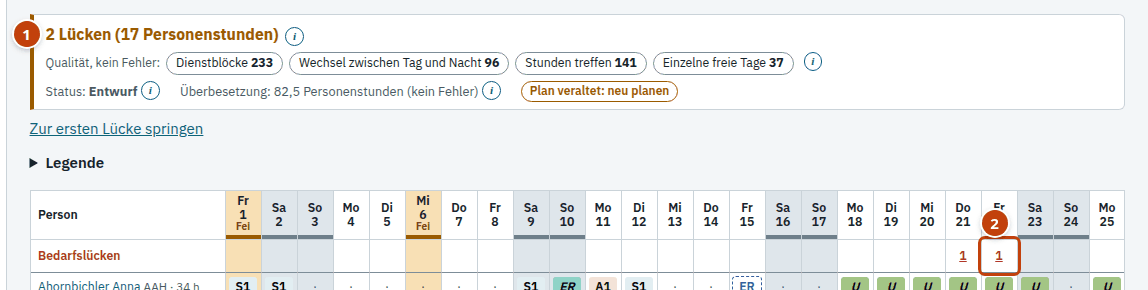 1
2 Lücken (17 Personenstunden) i
Qualität, kein Fehler: Dienstblöcke 233 Wechsel zwischen Tag und Nacht 96 Stunden treffen 141 Einzelne freie Tage 37 i
Status: Entwurf i Überbesetzung: 82,5 Personenstunden (kein Fehler) i Plan veraltet: neu planen
Zur ersten Lücke springen
▶ Legende
Person Fr 1 Fei Sa 2 So 3 Mo 4 Di 5 Mi 6 Fei Do 7 Fr 8 Sa 9 So 10 Mo 11 Di 12 Mi 13 Do 14 Fr 15 Sa 16 So 17 Mo 18 Di 19 Mi 20 Do 21 Fr Sa 23 So 24 Mo 25
2
Bedarfslücken 1 1
Ahornbichler Anna AAH · 34 h S1 S1 · · · · · · S1 ER A1 S1 · · ER · · U U U U U U · U